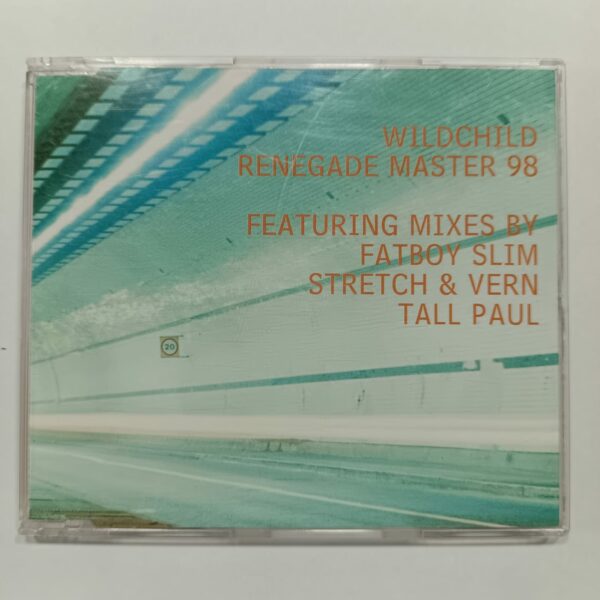 WILDCHILD
RENEGADE MASTER 98
FEATURING MIXES BY
FATBOY SLIM
STRETCH & VERN
TALL PAUL
20